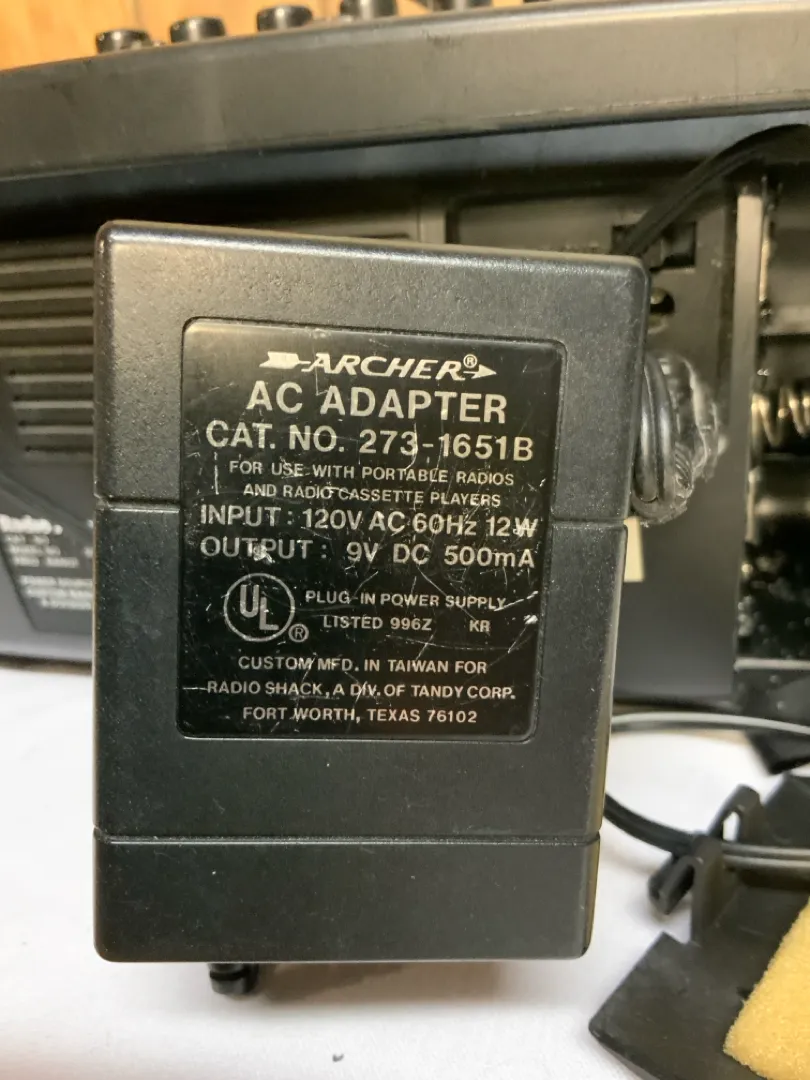 ARCHER®
AC ADAPTER
CAT. NO. 273-1651B
FOR USE WITH PORTABLE RADIOS
AND RADIO CASSETTE PLAYERS
INPUT: 120V AC 60Hz 12W
OUTPUT: 9V DC 500mA
UL® PLUG-IN POWER SUPPLY
LISTED 996Z KR
CUSTOM MFD. IN TAIWAN FOR
RADIO SHACK, A DIV. OF TANDY CORP.
FORT WORTH, TEXAS 76102